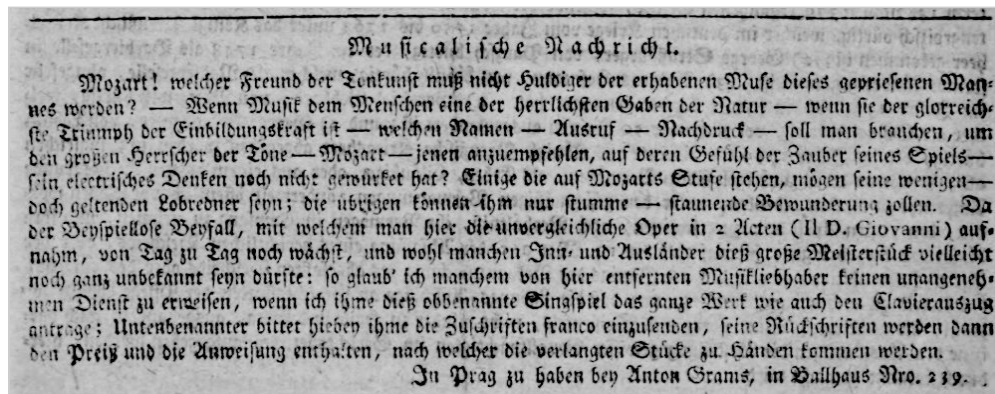 Musicalische Nachricht.
Mozart! welcher Freund der Tonkunst muß nicht Huldiger der erhabenen Muse dieses gepriesenen Man-
nes werden? — Wenn Musik dem Menschen eine der herrlichsten Gaben der Natur — wenn sie der glorreich-
ste Triumph der Einbildungskraft ist — welchen Namen — Ausruf — Nachdruck — soll man brauchen, um
den großen Herrscher der Töne — Mozart — jenen anzuempfehlen, auf deren Gefühl der Zauber seines Spiels —
sein electrisches Denken noch nicht gewürket hat? Einige die auf Mozarts Stufe stehen, mögen seine wenigen —
doch geltenden Lobredner seyn; die übrigen können ihm nur stumme — staunende Bewunderung zollen. Da
der Beyspiellose Beyfall, mit welchem man hier die unvergleichliche Oper in 2 Acten (Il D. Giovanni) auf-
nahm, von Tag zu Tag noch wächst, und wohl manchen Inn- und Ausländer dieß große Meisterstück vielleicht
noch ganz unbekannt seyn dürfte: so glaub' ich manchem von hier entfernten Musikliebhaber keinen unangeneh-
men Dienst zu erweisen, wenn ich ihme dieß obbenannte Singspiel das ganze Werk wie auch den Clavierauszug
antrage; Untenbenannter bittet hiebey ihme die Zuschriften franco einzusenden, seine Rückschriften werden dann
den Preiß und die Anweisung enthalten, nach welcher die verlangten Stücke zu Händen kommen werden.
In Prag zu haben bey Anton Grams, in Ballhaus Nro. 239.